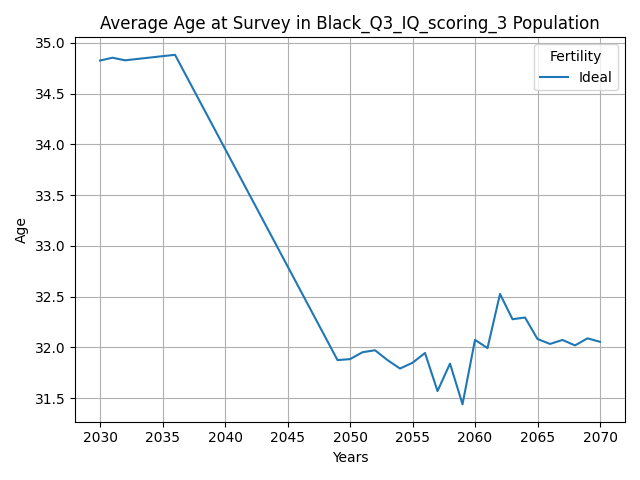 Average Age at Survey in Black_Q3_IQ_scoring_3 Population
Fertility
Ideal
35.0
34.5
34.0
33.5
33.0
32.5
32.0
31.5
Age
2030 2035 2040 2045 2050 2055 2060 2065 2070
Years